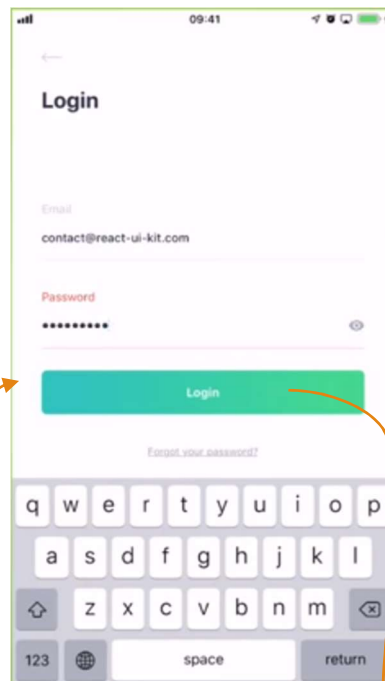 09:41
Login
Email
contact@react-ui-kit.com
Password
Login
Forgot your password?
q w e r t y u i o p
a s d f g h j k l
z x c v b n m
123 space return